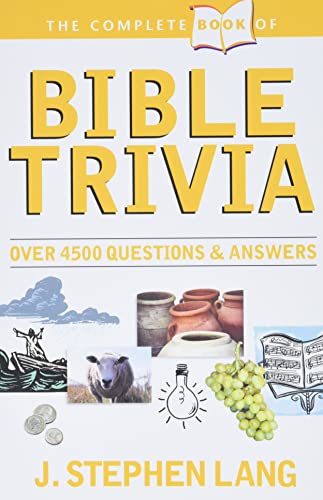 THE COMPLETE BOOK OF
BIBLE
TRIVIA
OVER 4500 QUESTIONS & ANSWERS
J. STEPHEN LANG